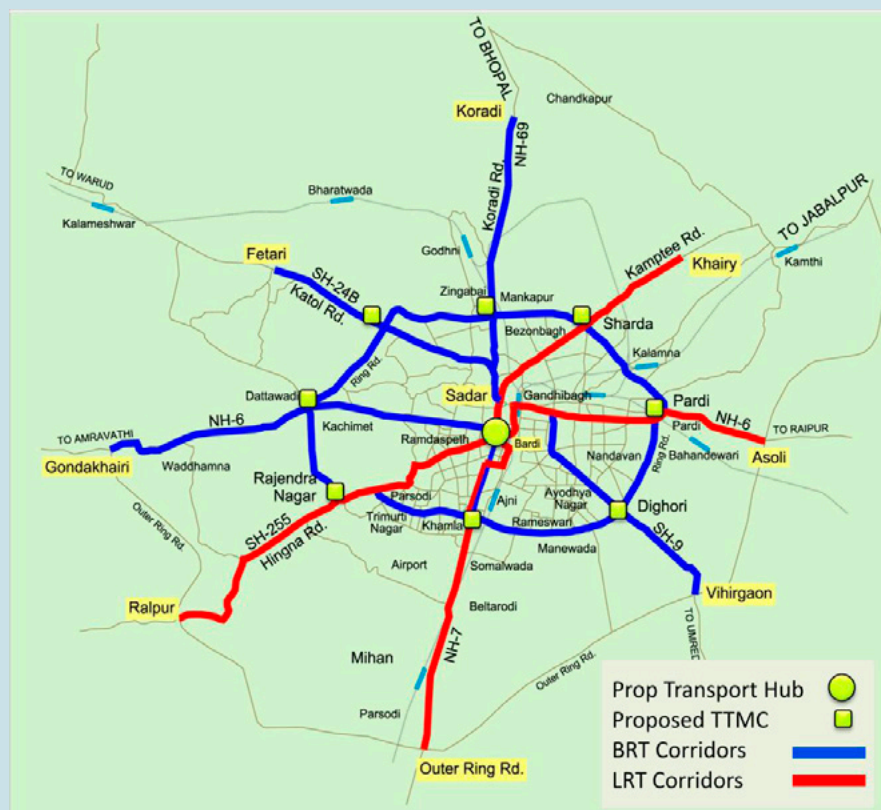 TO BHOPAL
Koradi
Chandkapur
NH-69
Koradi Rd.
TO WARUD
Kalameshwar
Bharatwada
TO JABALPUR
Godhni
Kamptee Rd.
Khairy
Kamthi
Fetari
SH-24B
Katol Rd.
Zingabai
Mankapur
Bezonbagh
Sharda
Ring Rd.
Kalamna
Dattawadi
Sadar
Gandhibagh
Pardi
NH-6
Kachimet
Ramdaspeth
Bardi
Pardi
NH-6
TO RAIPUR
TO AMRAVATHI
Gondakhairi
Waddhamna
Nandavan
Ring Rd.
Bahandewari
Asoli
Rajendra
Nagar
Parsodi
Ajni
Ayodhya
Nagar
Dighori
Outer Ring Rd.
SH-255
Hingna Rd.
Trimurti
Nagar
Khamla
Rameswari
Manewada
SH-9
Airport
Somalwada
Ralpur
Beltarodi
Vihirgaon
TO UMRED
Mihan
NH-7
Outer Ring Rd.
Parsodi
Outer Ring Rd.
Prop Transport Hub
Proposed TTMC
BRT Corridors
LRT Corridors